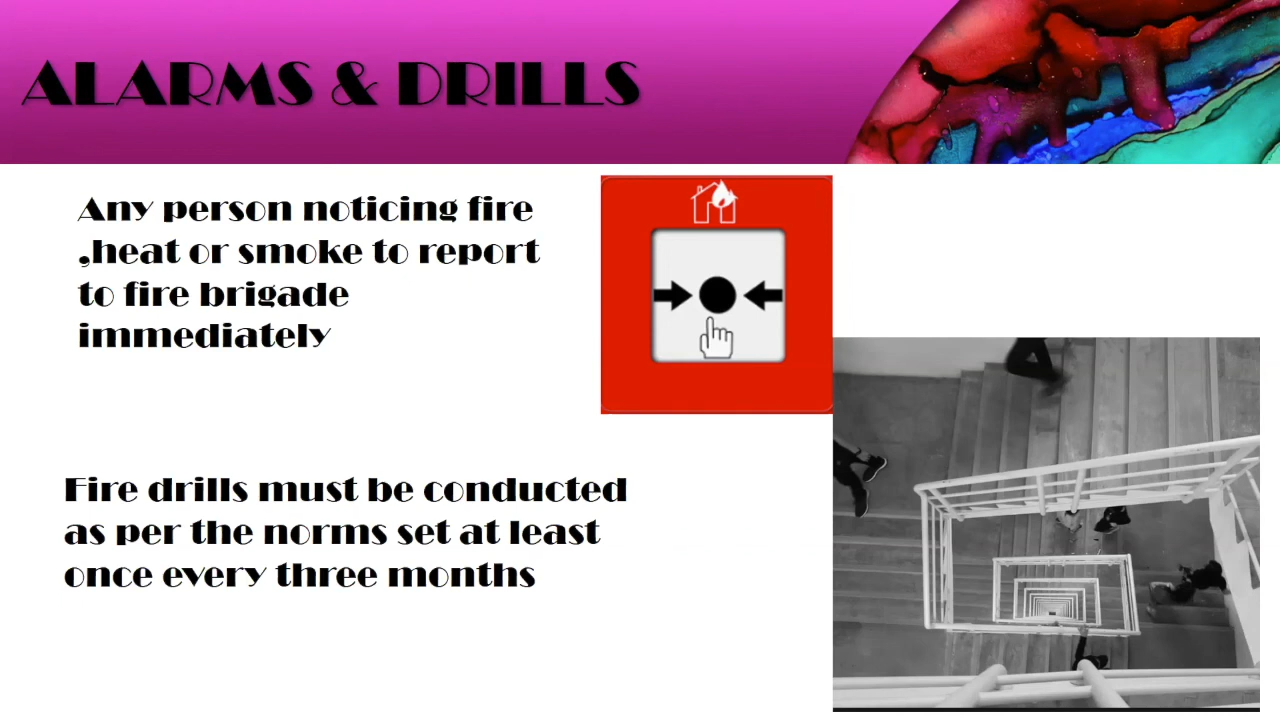 ALARMS & DRILLS
Any person noticing fire
,heat or smoke to report
to fire brigade
immediately
Fire drills must be conducted
as per the norms set at least
once every three months